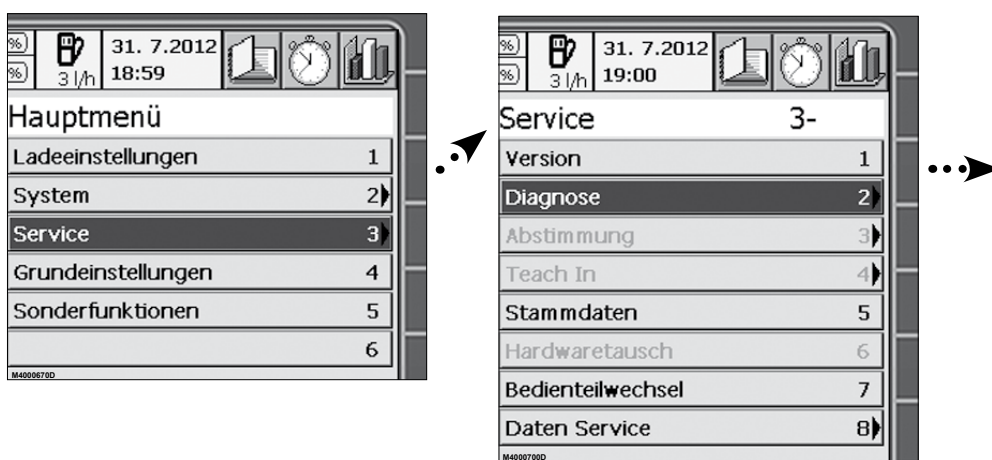 %)
%)
3 l/h
31. 7.2012
18:59
Hauptmenü
Ladeeinstellungen 1
System 2
Service 3
Grundeinstellungen 4
Sonderfunktionen 5
6
M4000670D
%)
%)
3 l/h
31. 7.2012
19:00
Service 3-
Version 1
Diagnose 2
Abstimmung 3
Teach In 4
Stammdaten 5
Hardwaretausch 6
Bedienteilwechsel 7
Daten Service 8
M4000700D